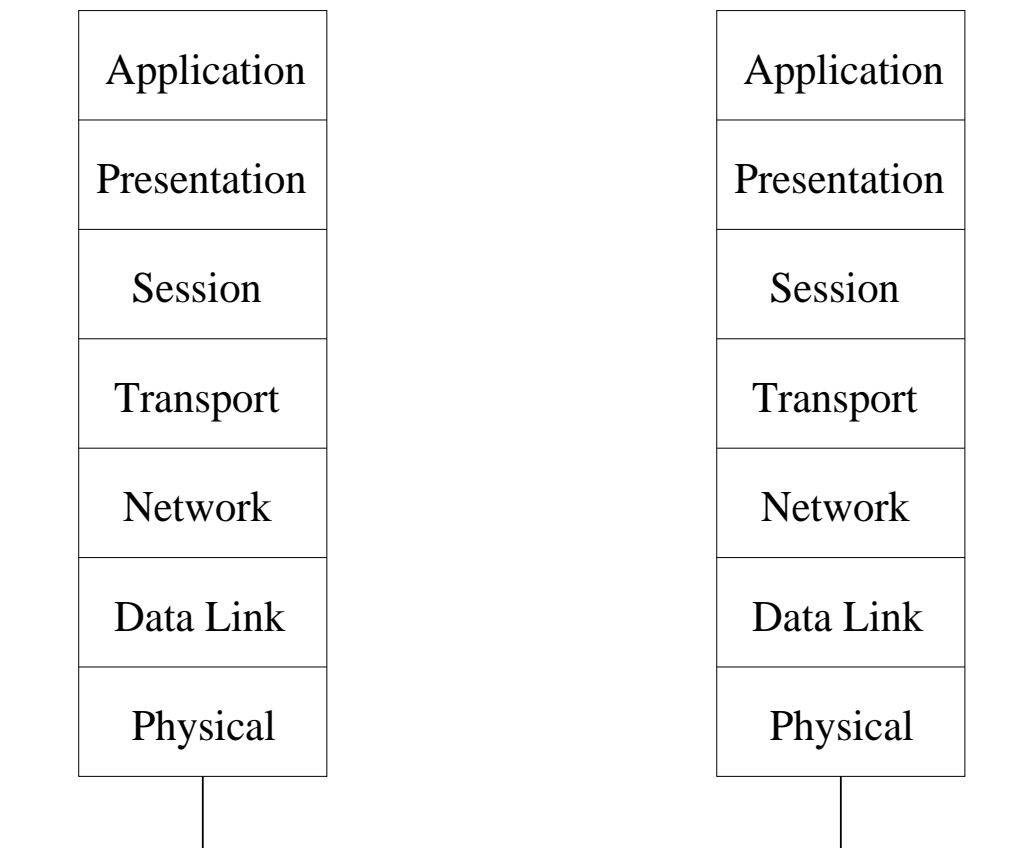 Application
Presentation
Session
Transport
Network
Data Link
Physical
Application
Presentation
Session
Transport
Network
Data Link
Physical